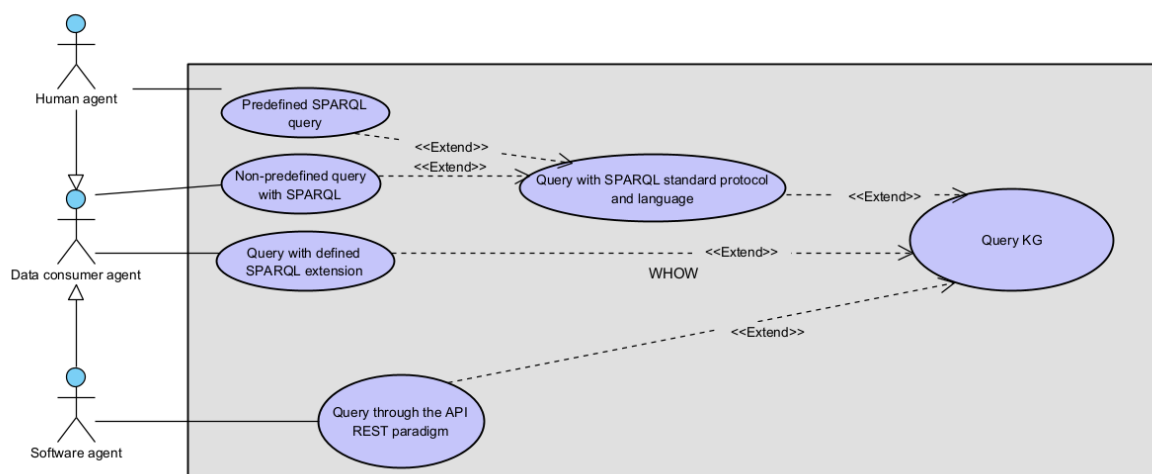 Human agent
Predefined SPARQL
query
<<Extend>>
<<Extend>>
Non-predefined query
with SPARQL
Query with SPARQL standard protocol
and language
<<Extend>>
Query KG
Data consumer agent
Query with defined
SPARQL extension
<<Extend>>
WHOW
<<Extend>>
Query through the API
REST paradigm
Software agent